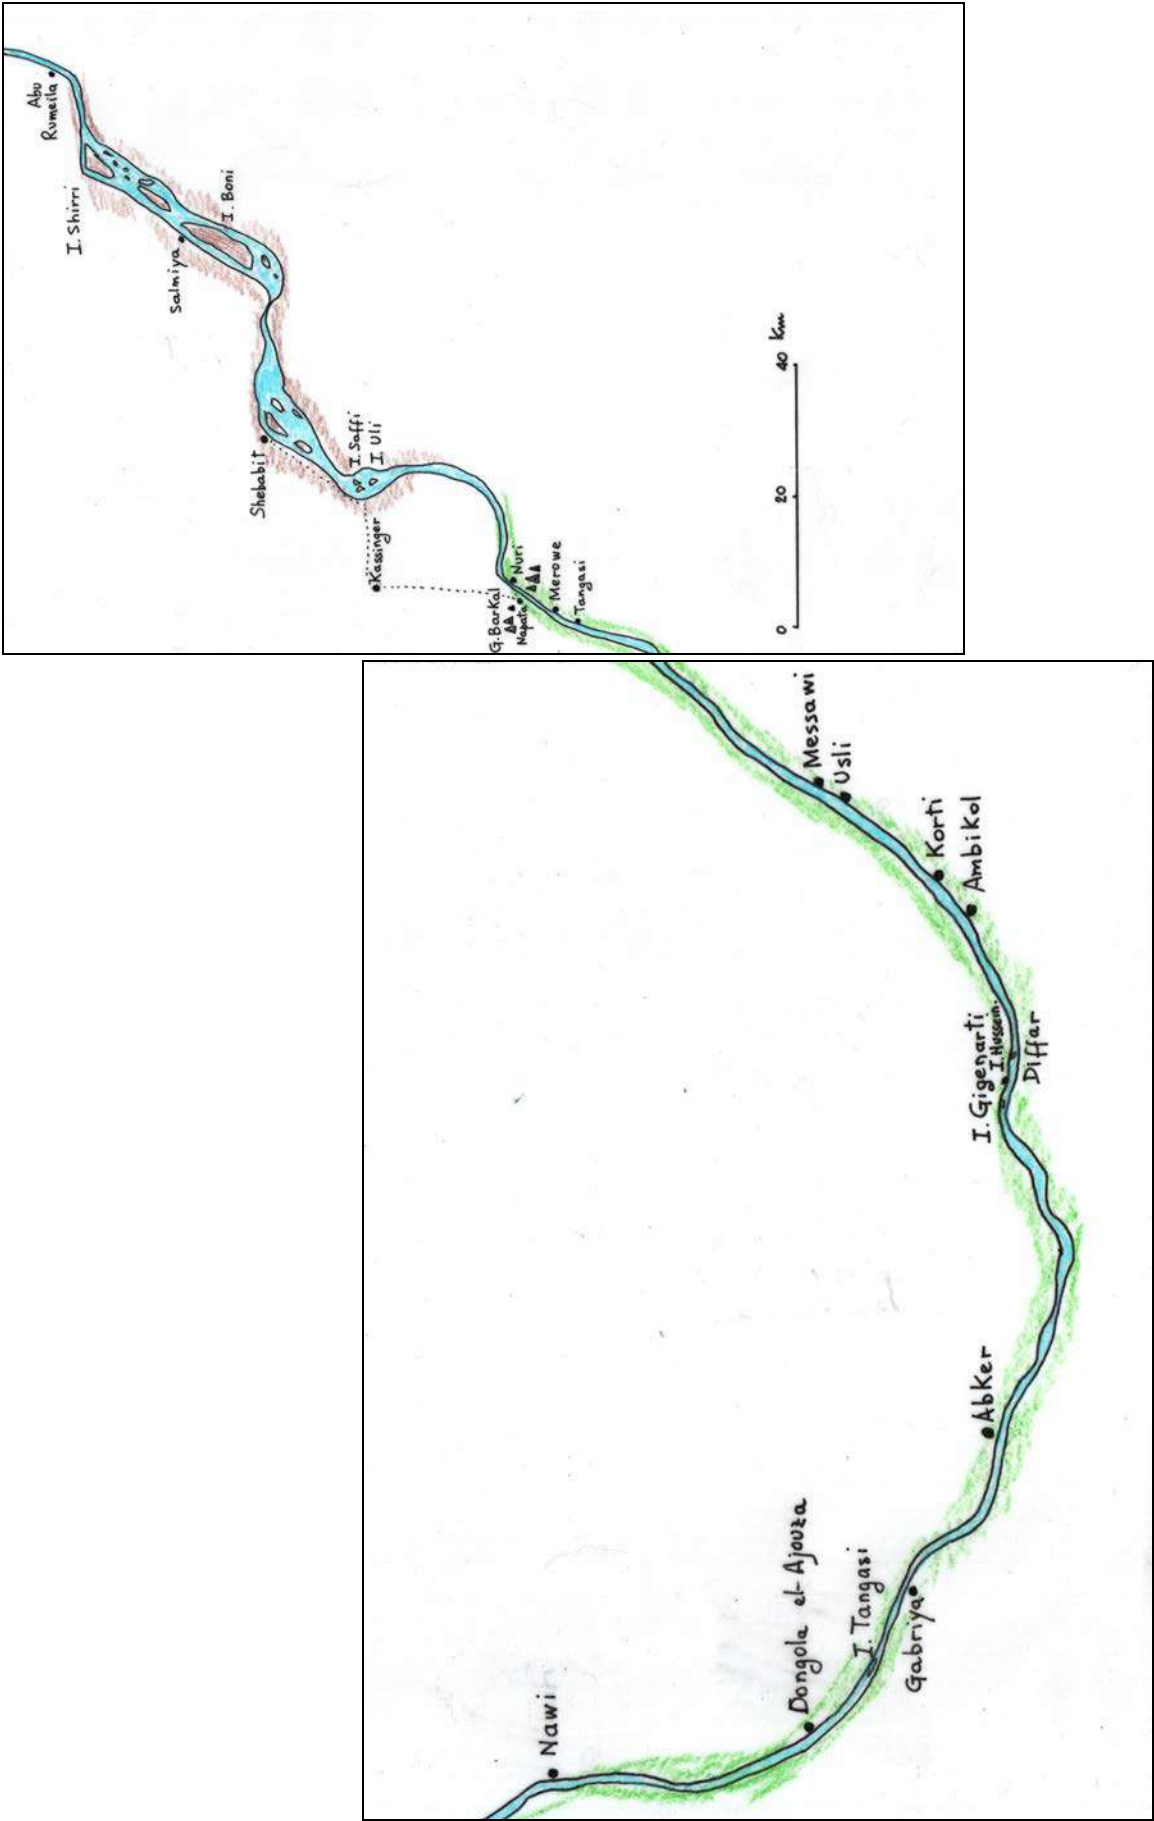 Abu
Rumeila
I. Shirri
Salmiya
I. Boni
Shebabit
I. Saffi
I. Uli
Kassinger
G. Barkal
Napata
Nuri
Merowe
Tangasi
0 20 40 Km
Messawi
Usli
Korti
Ambikol
I. Gigenarti
I. Hussein.
Diffar
Abker
Dongola el-Ajouza
I. Tangasi
Gabriya
Nawi